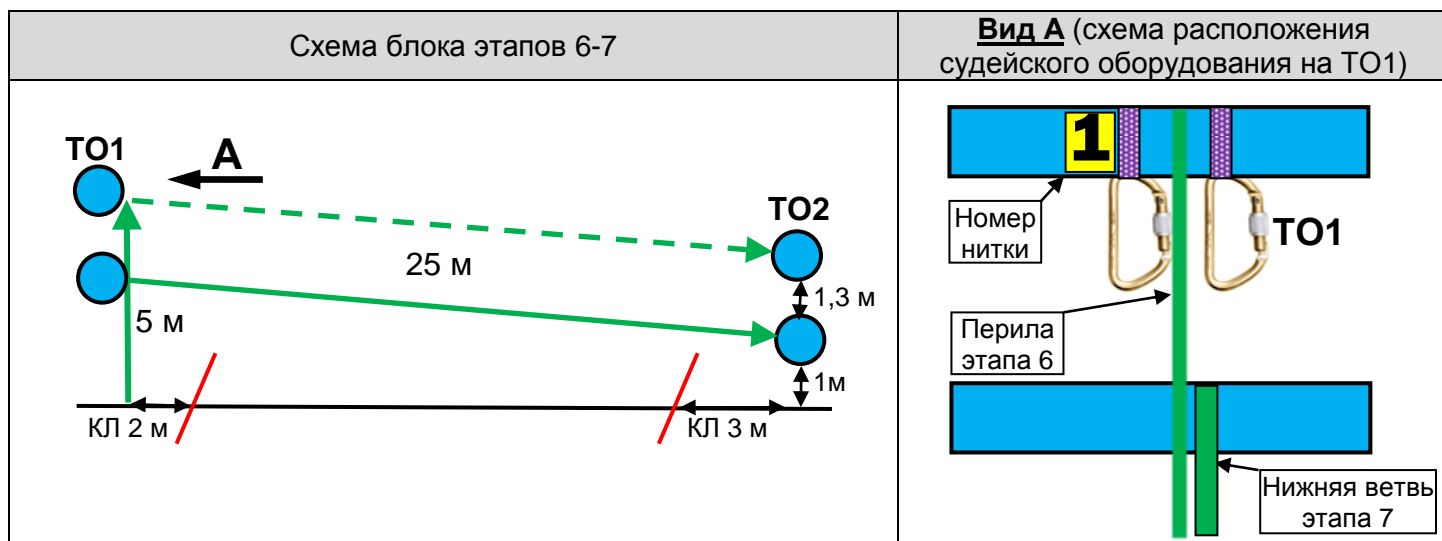 Схема блока этапов 6-7
Вид А (схема расположения
судейского оборудования на ТО1)
ТО1
А
ТО2
25 м
1,3 м
5 м
1м
КЛ 2 м
КЛ 3 м
1
Номер
нитки
ТО1
Перила
этапа 6
Нижняя ветвь
этапа 7